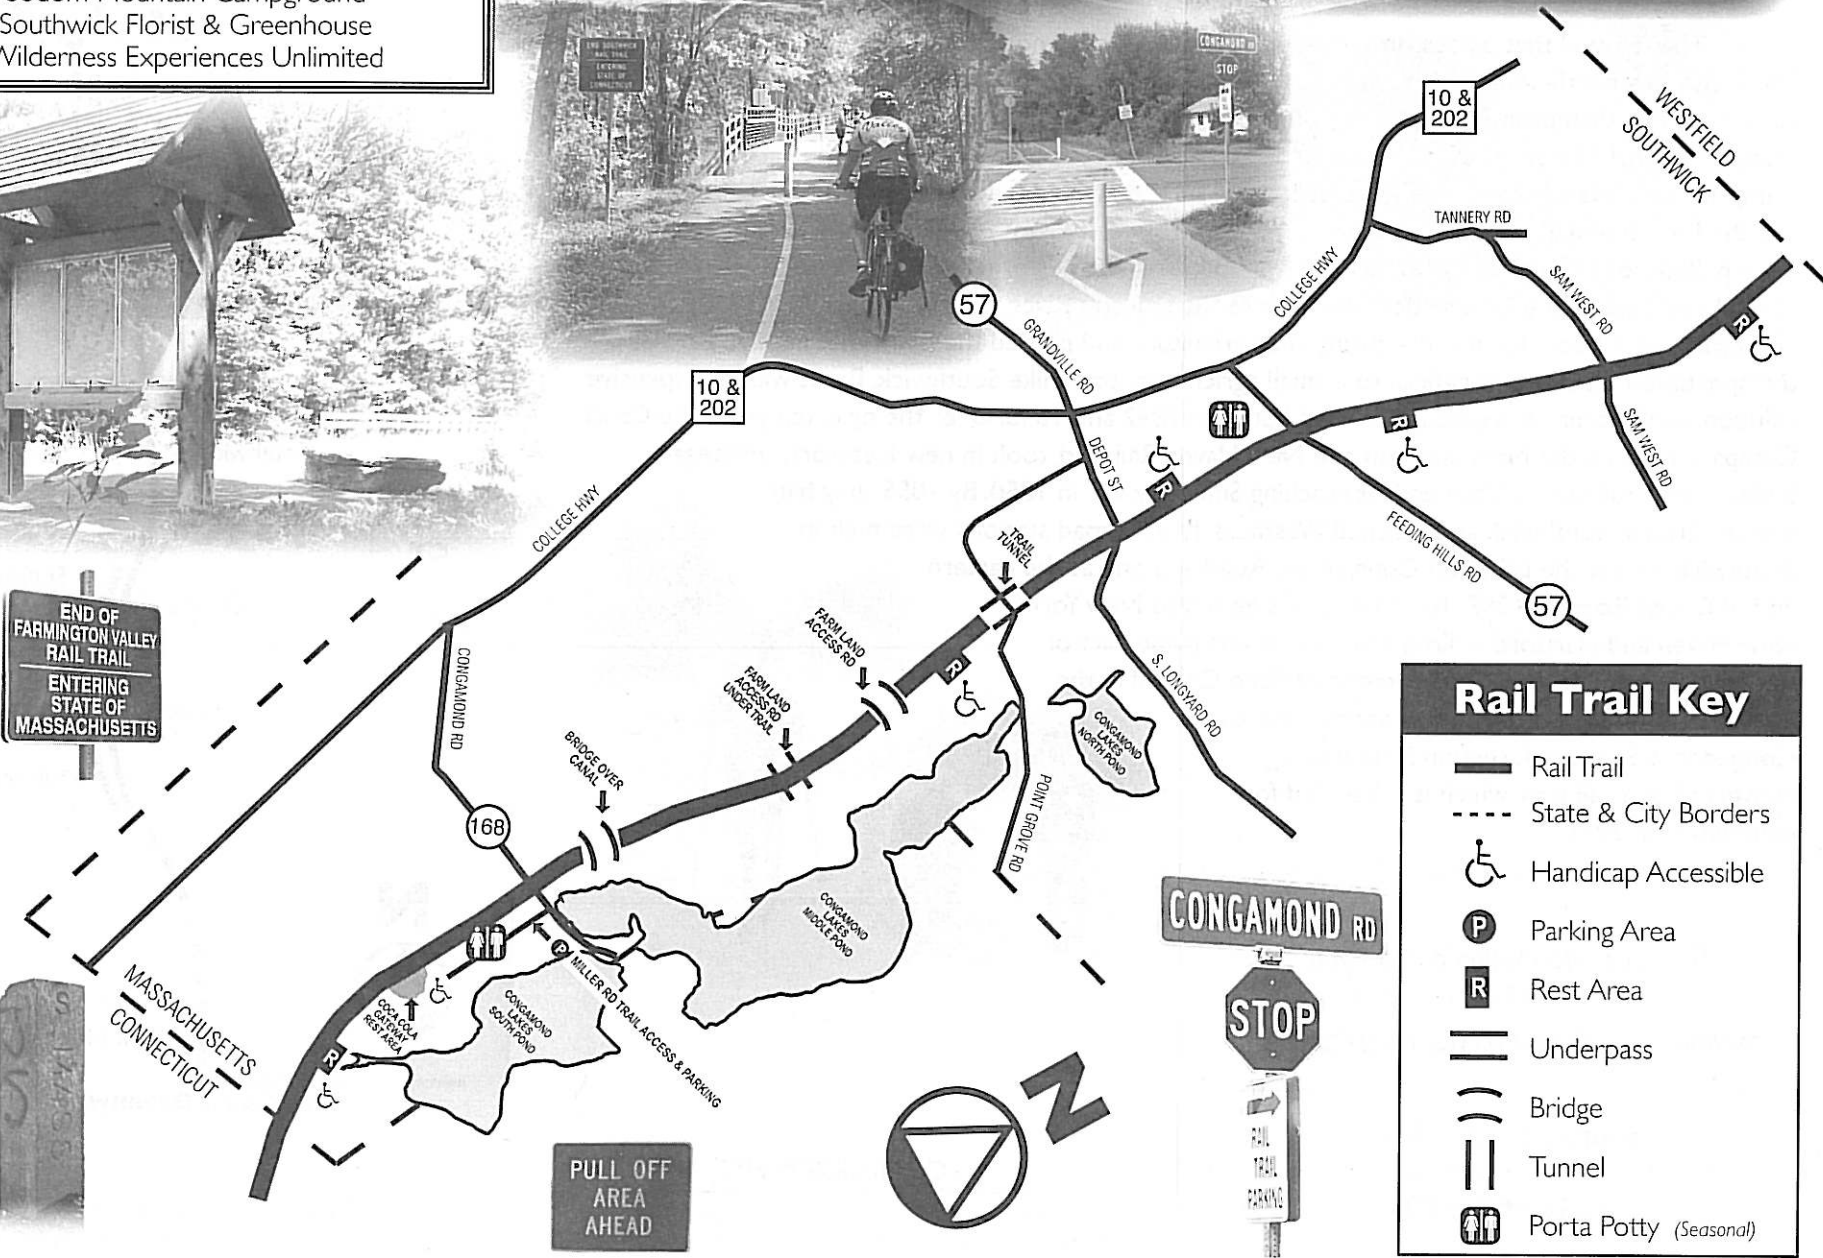 Southwick Florist & Greenhouse
Wilderness Experiences Unlimited
CONGAMOND RD
STOP
10 &
202
WESTFIELD
SOUTHWICK
TANNERY RD
COLLEGE HWY
SAM WEST RD
57
GRANDVILLE RD
R
10 &
202
DEPOT ST
R
R
SAM WEST RD
COLLEGE HWY
FEEDING HILLS RD
57
TRAIL
TUNNEL
FARM LAND
ACCESS RD
R
S. LONGYARD RD
FARM LAND
ACCESS RD
UNDER TRAIL
BRIDGE OVER
CANAL
CONGAMOND RD
168
CONGAMOND
LAKES
NORTH POND
POINT GROVE RD
CONGAMOND
LAKES
MIDDLE POND
END OF
FARMINGTON VALLEY
RAIL TRAIL
ENTERING
STATE OF
MASSACHUSETTS
P
MILLER RD TRAIL ACCESS & PARKING
COCA COLA
GATEWAY
REST AREA
CONGAMOND
LAKES
SOUTH POND
MASSACHUSETTS
CONNECTICUT
R
N
PULL OFF
AREA
AHEAD
CONGAMOND RD
STOP
RAIL
TRAIL
PARKING
Rail Trail Key
Rail Trail
State & City Borders
Handicap Accessible
P Parking Area
R Rest Area
Underpass
Bridge
Tunnel
Porta Potty (Seasonal)